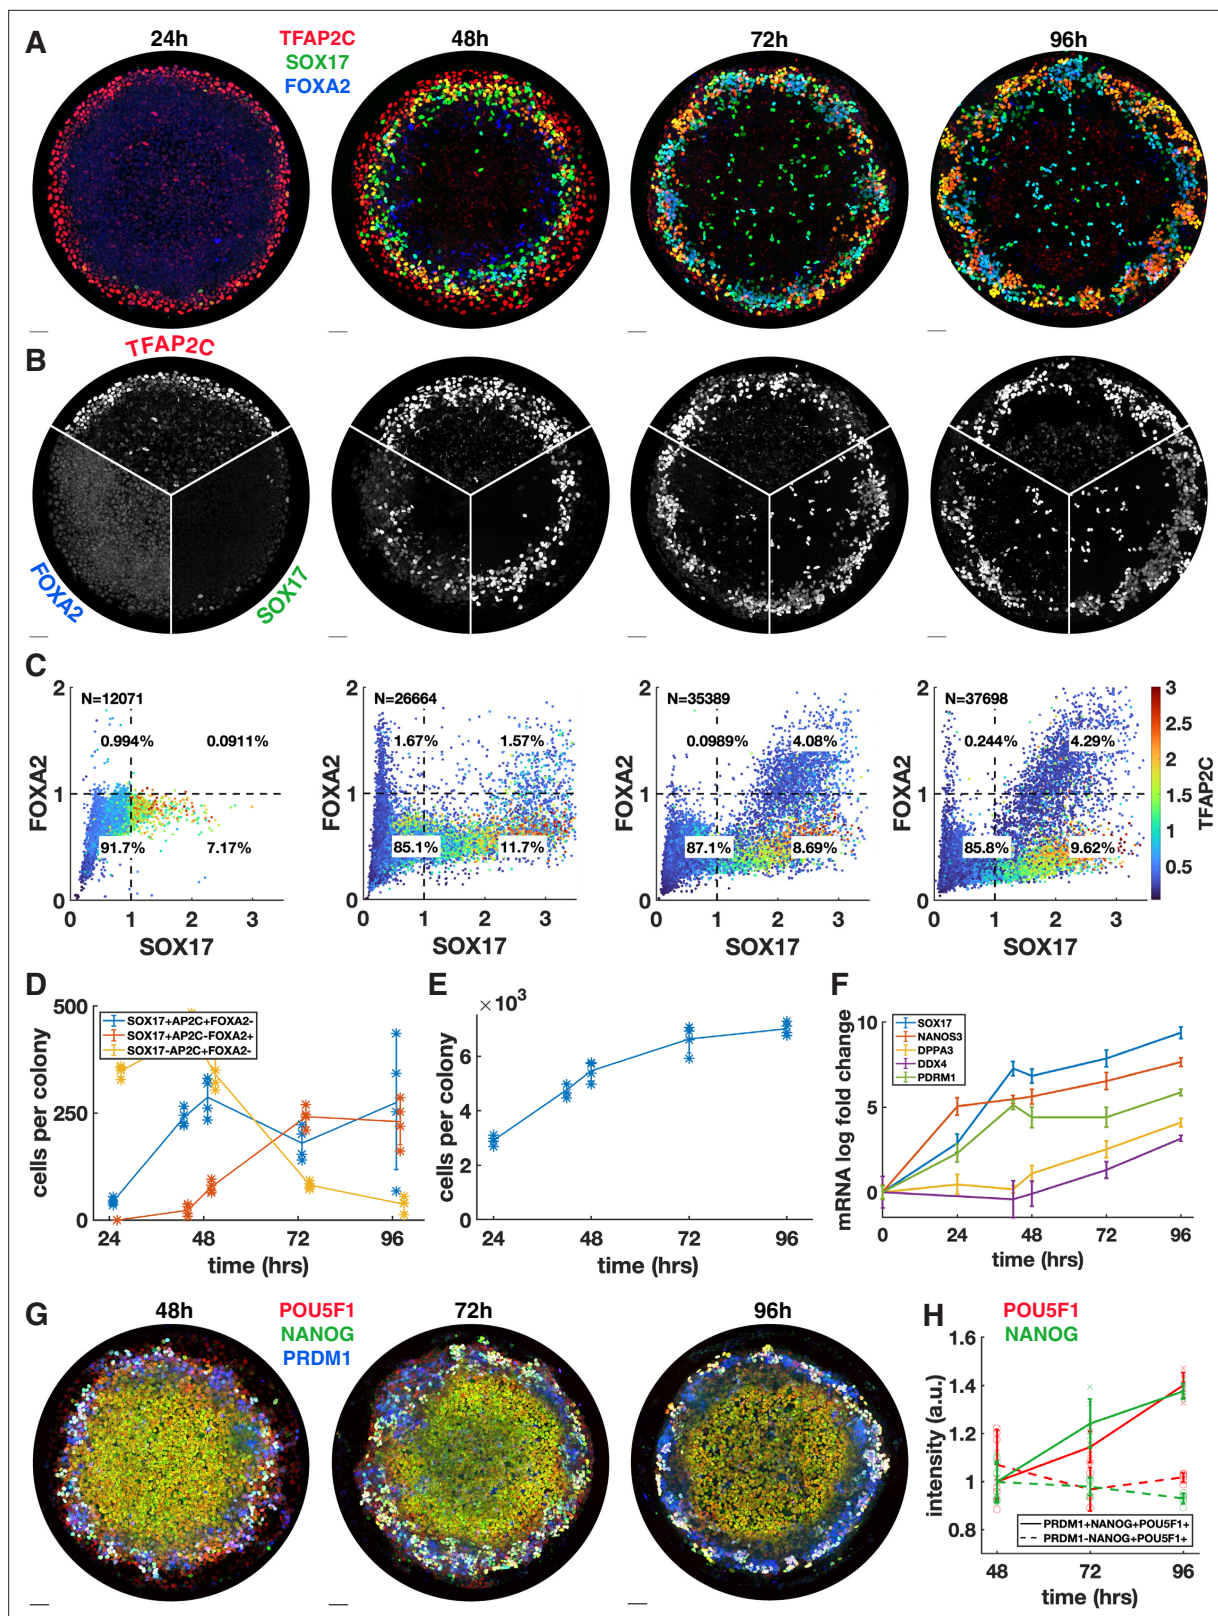 A
24h
TFAP2C
SOX17
FOXA2
48h
72h
96h
B
TFAP2C
FOXA2
SOX17
C
2
1
0
FOXA2
N=12071
0.994%
0.0911%
91.7%
7.17%
0 1 2 3
SOX17
2
1
0
FOXA2
N=26664
1.67%
1.57%
85.1%
11.7%
0 1 2 3
SOX17
2
1
0
FOXA2
N=35389
0.0989%
4.08%
87.1%
8.69%
0 1 2 3
SOX17
2
1
0
FOXA2
N=37698
0.244%
4.29%
85.8%
9.62%
0 1 2 3
SOX17
3
2.5
2
1.5
1
0.5
TFAP2C
D
500
250
0
cells per colony
SOX17+AP2C+FOXA2-
SOX17+AP2C-FOXA2+
SOX17-AP2C+FOXA2-
24 48 72 96
time (hrs)
E
×10³
6
4
2
0
cells per colony
24 48 72 96
time (hrs)
F
10
5
0
mRNA log fold change
SOX17
NANOS3
DPPA3
DDX4
PDRM1
0 24 48 72 96
time (hrs)
G
48h
POU5F1
NANOG
PRDM1
72h
96h
H
POU5F1
NANOG
1.6
1.4
1.2
1
0.8
intensity (a.u.)
PRDM1+NANOG+POU5F1+
PRDM1-NANOG+POU5F1+
48 72 96
time (hrs)